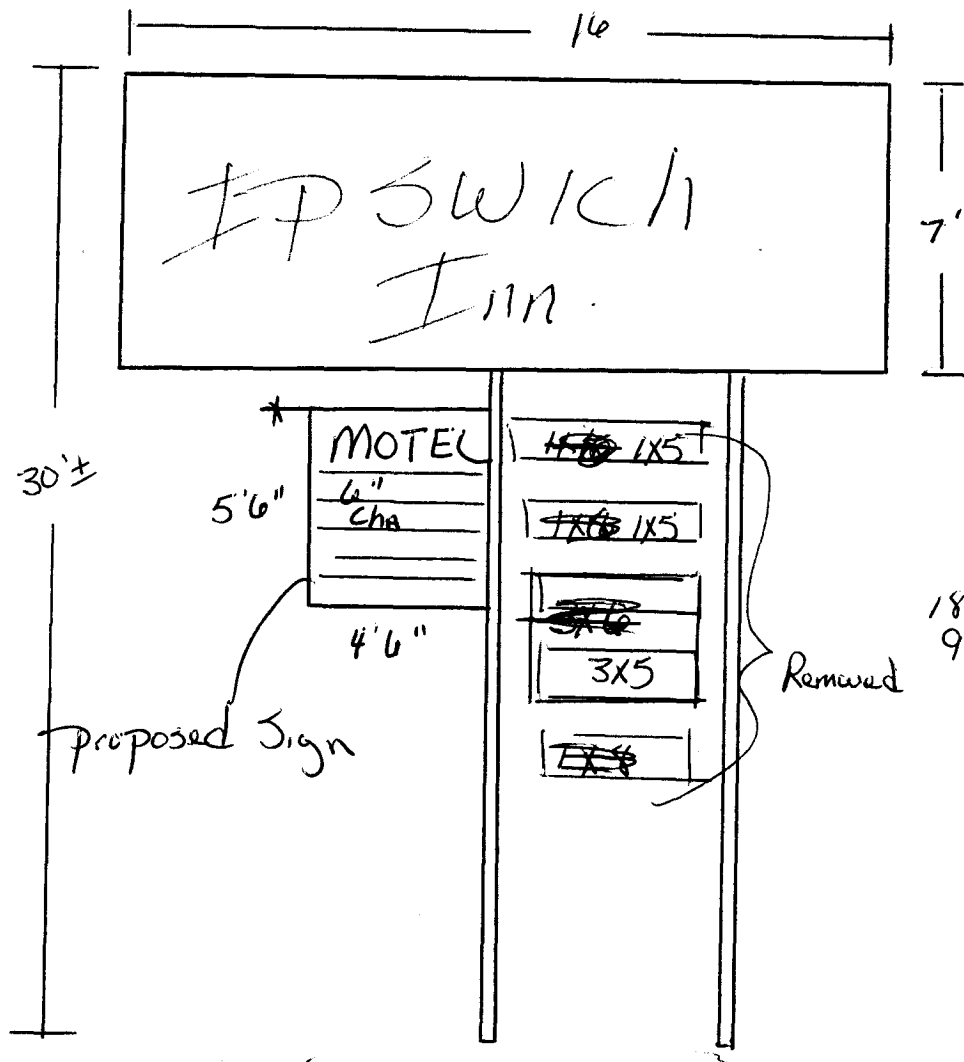 16
Ipswich
Inn.
7'
30'±
MOTEL
6"
Cha
5'6"
4'6"
proposed Sign
1X5
1X5
3X5
Removed
18
9